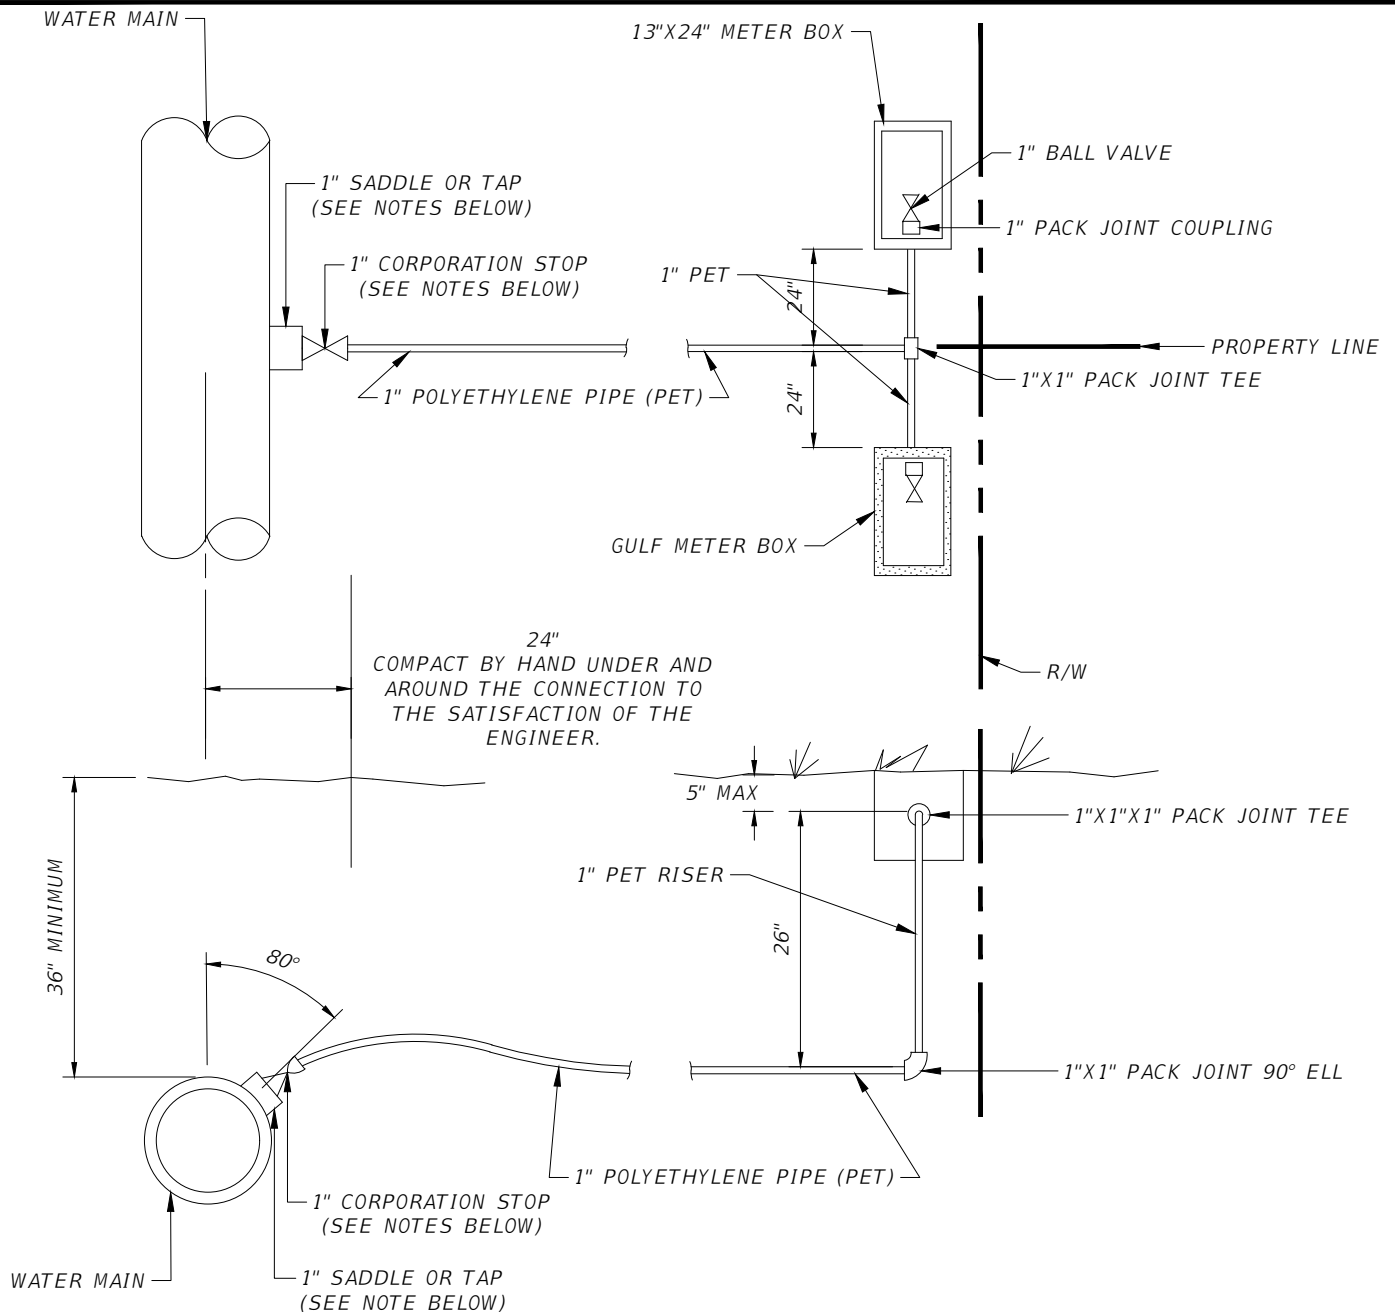 WATER MAIN
13"X24" METER BOX
1" BALL VALVE
1" SADDLE OR TAP
(SEE NOTES BELOW)
1" PACK JOINT COUPLING
1" CORPORATION STOP
(SEE NOTES BELOW)
1" PET
24"
PROPERTY LINE
1"X1" PACK JOINT TEE
1" POLYETHYLENE PIPE (PET)
24"
GULF METER BOX
24"
COMPACT BY HAND UNDER AND
AROUND THE CONNECTION TO
THE SATISFACTION OF THE
ENGINEER.
R/W
5" MAX
1"X1"X1" PACK JOINT TEE
1" PET RISER
36" MINIMUM
26"
80°
1"X1" PACK JOINT 90° ELL
1" POLYETHYLENE PIPE (PET)
1" CORPORATION STOP
(SEE NOTES BELOW)
WATER MAIN
1" SADDLE OR TAP
(SEE NOTE BELOW)